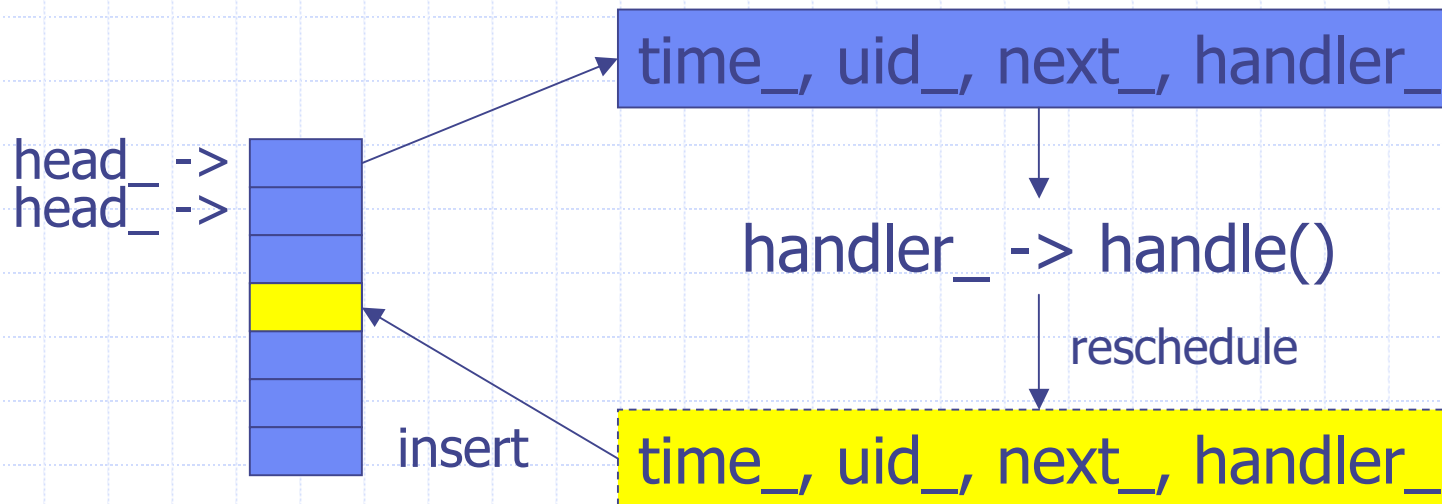 time_, uid_, next_, handler_
head_ ->
head_ ->
handler_ -> handle()
reschedule
insert
time_, uid_, next_, handler_